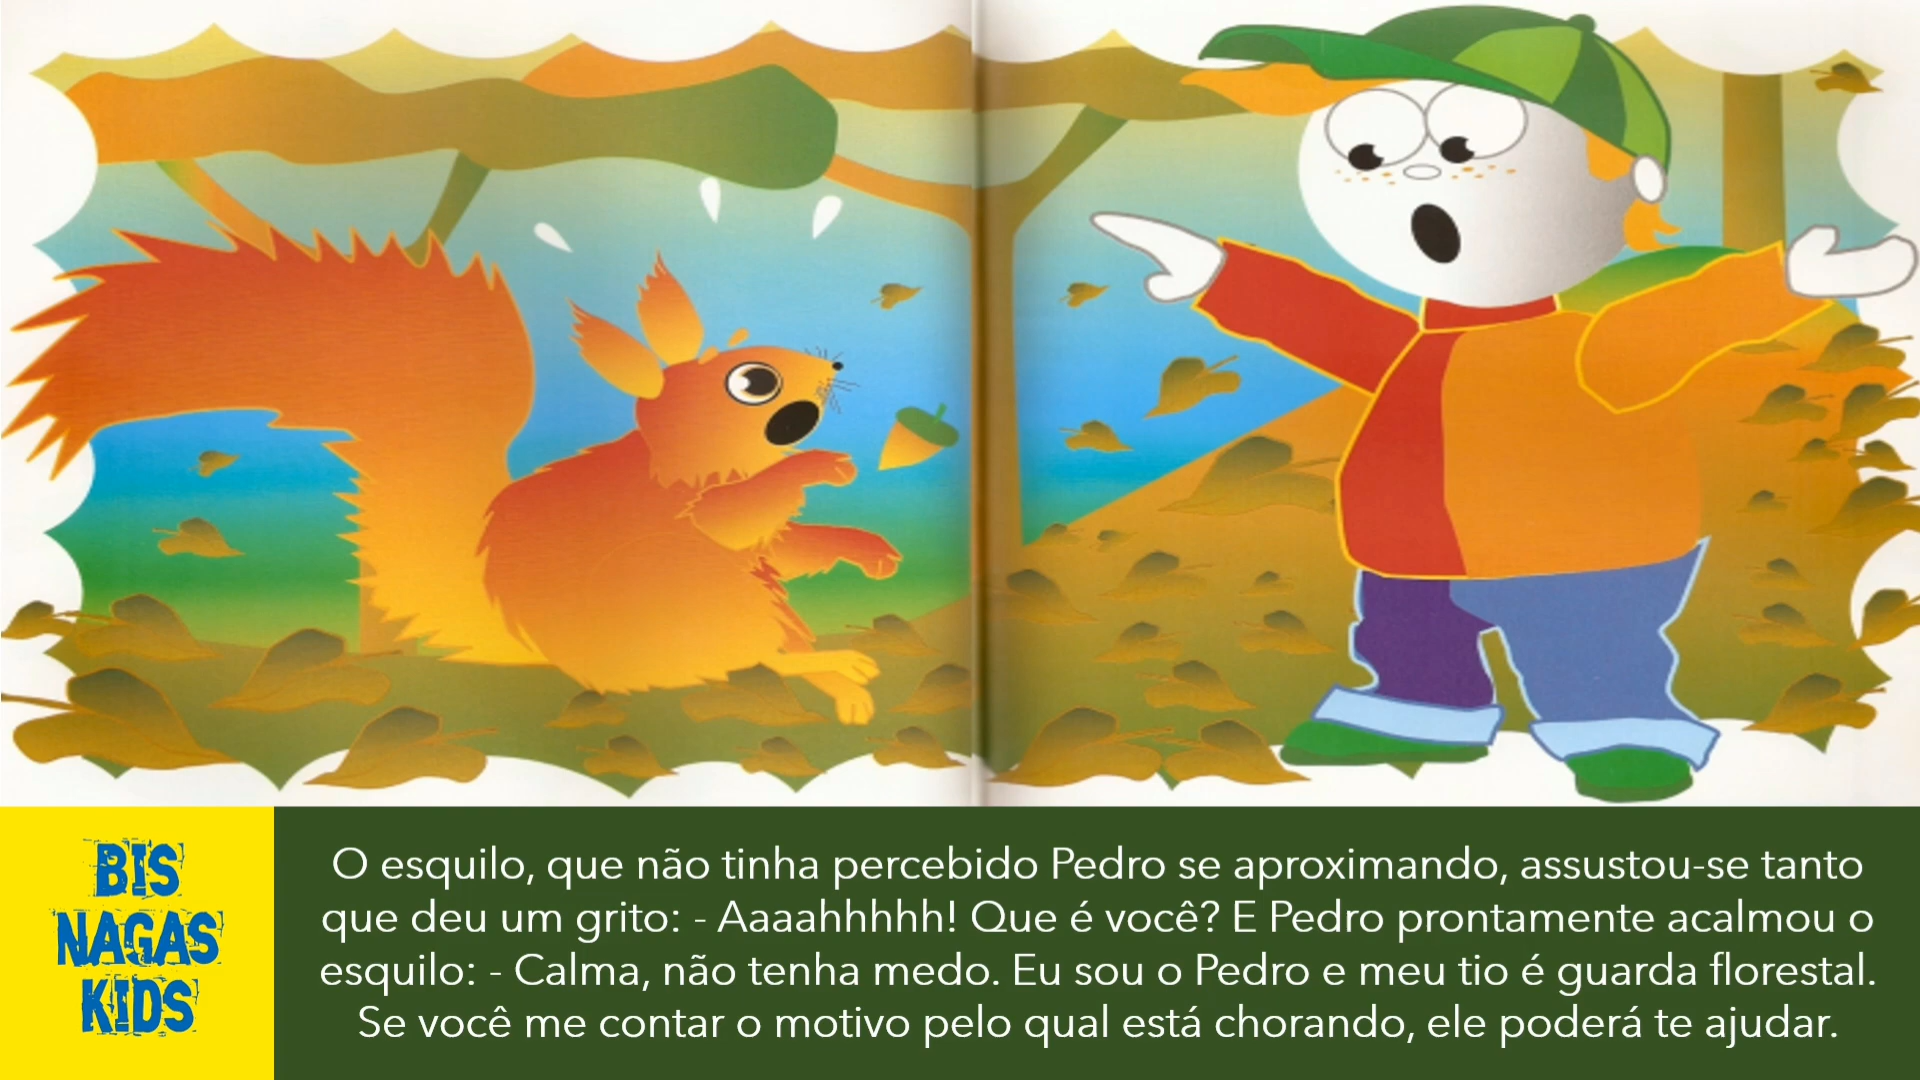 BIS
NAGAS
KIDS
O esquilo, que não tinha percebido Pedro se aproximando, assustou-se tanto
que deu um grito: - Aaaahhhhh! Que é você? E Pedro prontamente acalmou o
esquilo: - Calma, não tenha medo. Eu sou o Pedro e meu tio é guarda florestal.
Se você me contar o motivo pelo qual está chorando, ele poderá te ajudar.